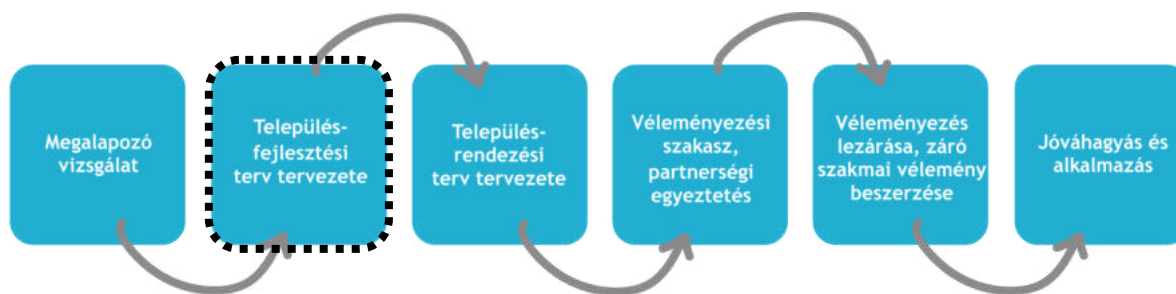 Megalapozó
vizsgálat
Település-
fejlesztési
terv tervezete
Település-
rendezési
terv tervezete
Véleményezési
szakasz,
partnerségi
egyeztetés
Véleményezés
lezárása, záró
szakmai vélemény
beszerzése
Jóváhagyás és
alkalmazás